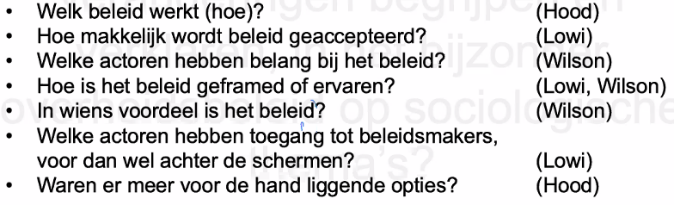 • Welk beleid werkt (hoe)? (Hood)
• Hoe makkelijk wordt beleid geaccepteerd? (Lowi)
• Welke actoren hebben belang bij het beleid? (Wilson)
• Hoe is het beleid geframed of ervaren? (Lowi, Wilson)
• In wiens voordeel is het beleid? (Wilson)
• Welke actoren hebben toegang tot beleidsmakers,
voor dan wel achter de schermen? (Lowi)
• Waren er meer voor de hand liggende opties? (Hood)